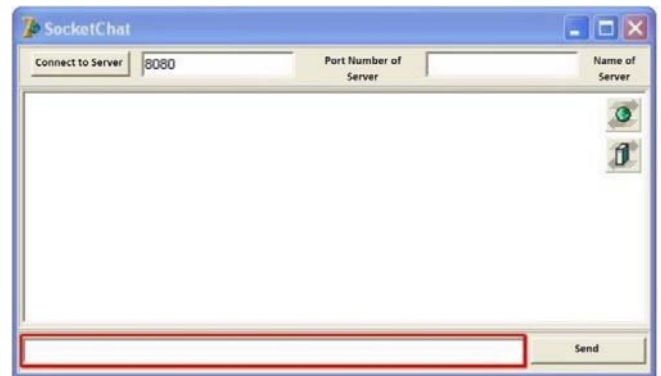 SocketChat
Connect to Server
8080
Port Number of
Server
Name of
Server
Send